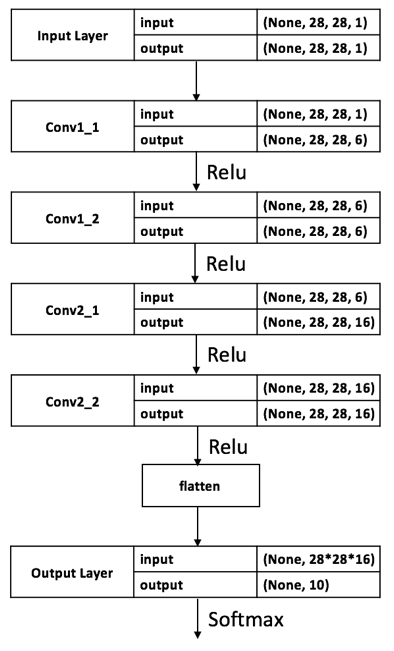 Input Layer
input (None, 28, 28, 1)
output (None, 28, 28, 1)
Conv1_1
input (None, 28, 28, 1)
output (None, 28, 28, 6)
Relu
Conv1_2
input (None, 28, 28, 6)
output (None, 28, 28, 6)
Relu
Conv2_1
input (None, 28, 28, 6)
output (None, 28, 28, 16)
Relu
Conv2_2
input (None, 28, 28, 16)
output (None, 28, 28, 16)
Relu
flatten
Output Layer
input (None, 28*28*16)
output (None, 10)
Softmax